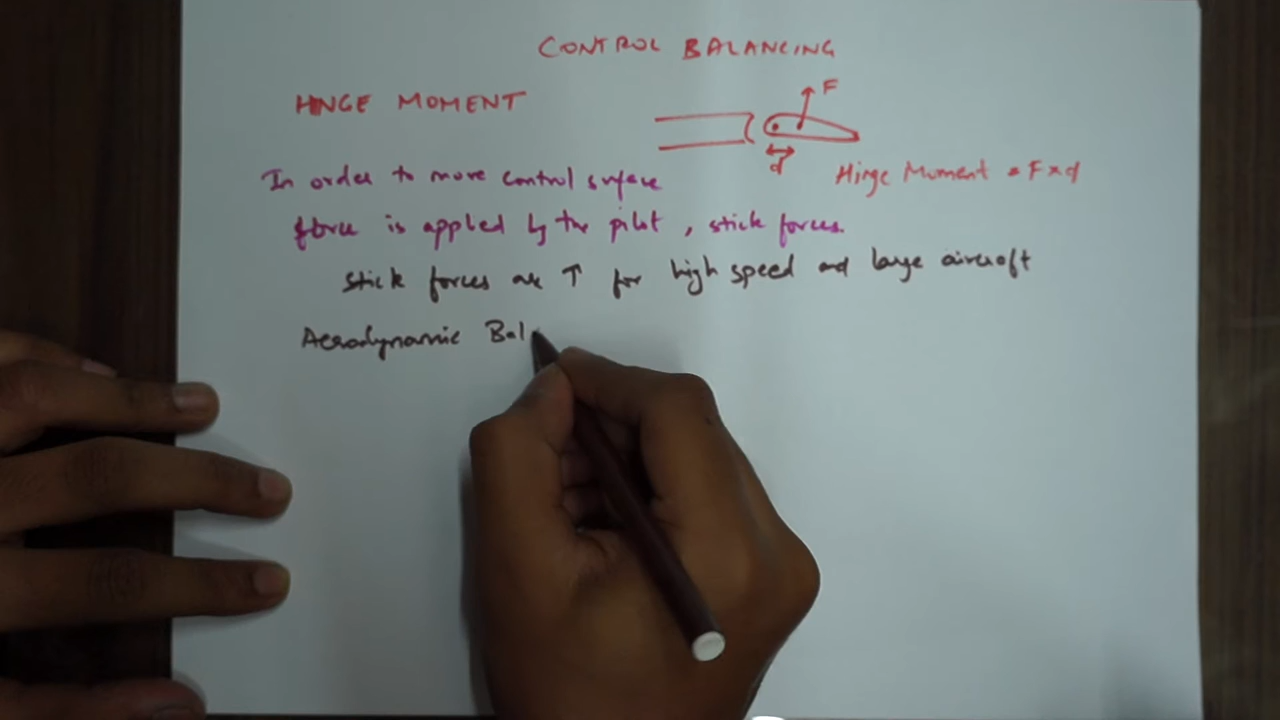 CONTROL BALANCING
HINGE MOMENT
F
d
Hinge Moment = F x d
In order to move control surface
force is applied by the pilot, stick forces.
stick forces are ↑ for high speed and large aircraft
Aerodynamic Bal